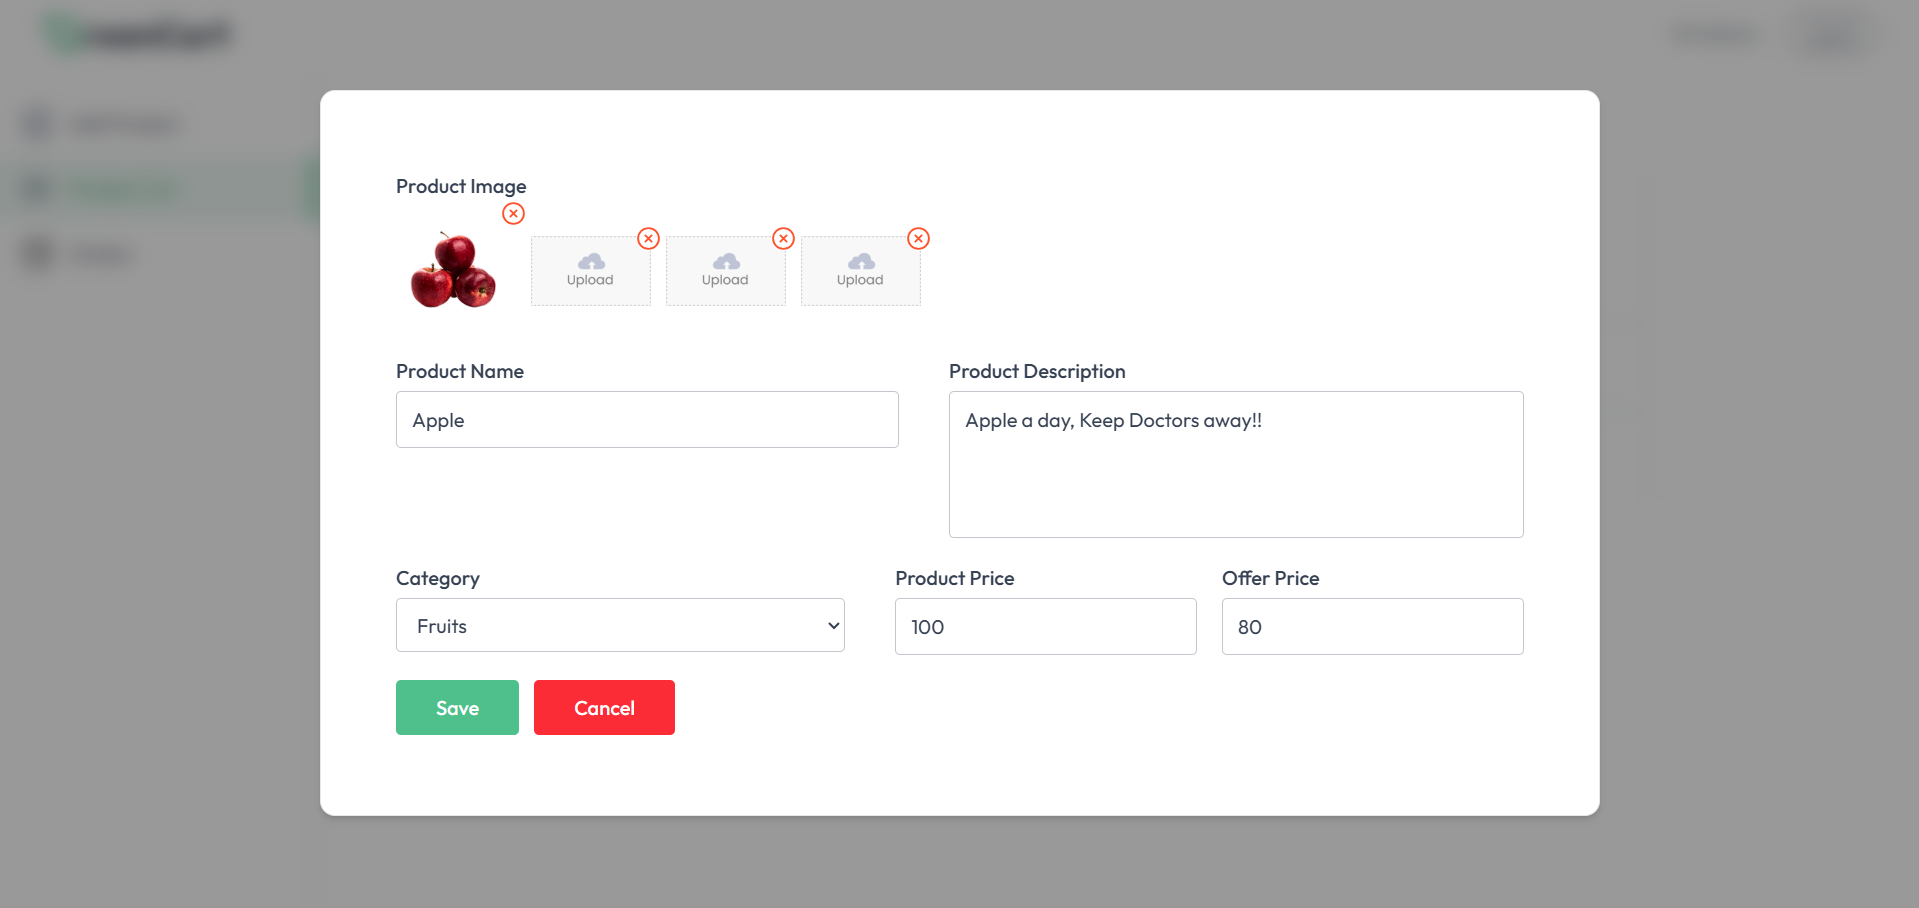 Product Image
Upload
Upload
Upload
Product Name
Apple
Product Description
Apple a day, Keep Doctors away!!
Category
Fruits
Product Price
100
Offer Price
80
Save
Cancel